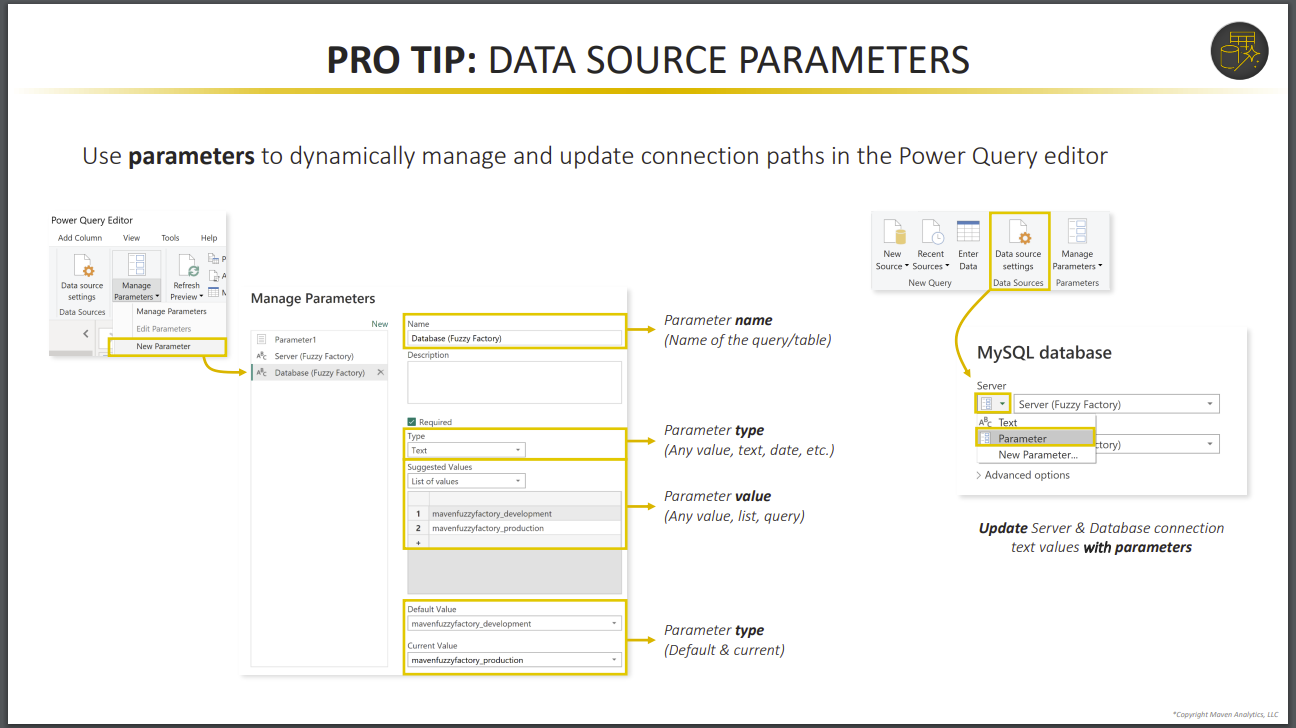 PRO TIP: DATA SOURCE PARAMETERS
Use parameters to dynamically manage and update connection paths in the Power Query editor
Power Query Editor
Add Column View Tools Help
Data source settings
Manage Parameters
Refresh Preview
P
A
M
Data Sources
Manage Parameters
Edit Parameters
New Parameter
Manage Parameters
New
Parameter1
ABC Server (Fuzzy Factory)
ABC Database (Fuzzy Factory)
Name
Database (Fuzzy Factory)
Description
Required
Type
Text
Suggested Values
List of values
1 mavenfuzzyfactory_development
2 mavenfuzzyfactory_production
+
Default Value
mavenfuzzyfactory_development
Current Value
mavenfuzzyfactory_production
Parameter name
(Name of the query/table)
Parameter type
(Any value, text, date, etc.)
Parameter value
(Any value, list, query)
Parameter type
(Default & current)
New Source
Recent Sources
Enter Data
Data source settings
Manage Parameters
New Query Data Sources Parameters
MySQL database
Server
Server (Fuzzy Factory)
ABC Text
Parameter
ctory)
New Parameter...
Advanced options
Update Server & Database connection
text values with parameters
*Copyright Maven Analytics, LLC